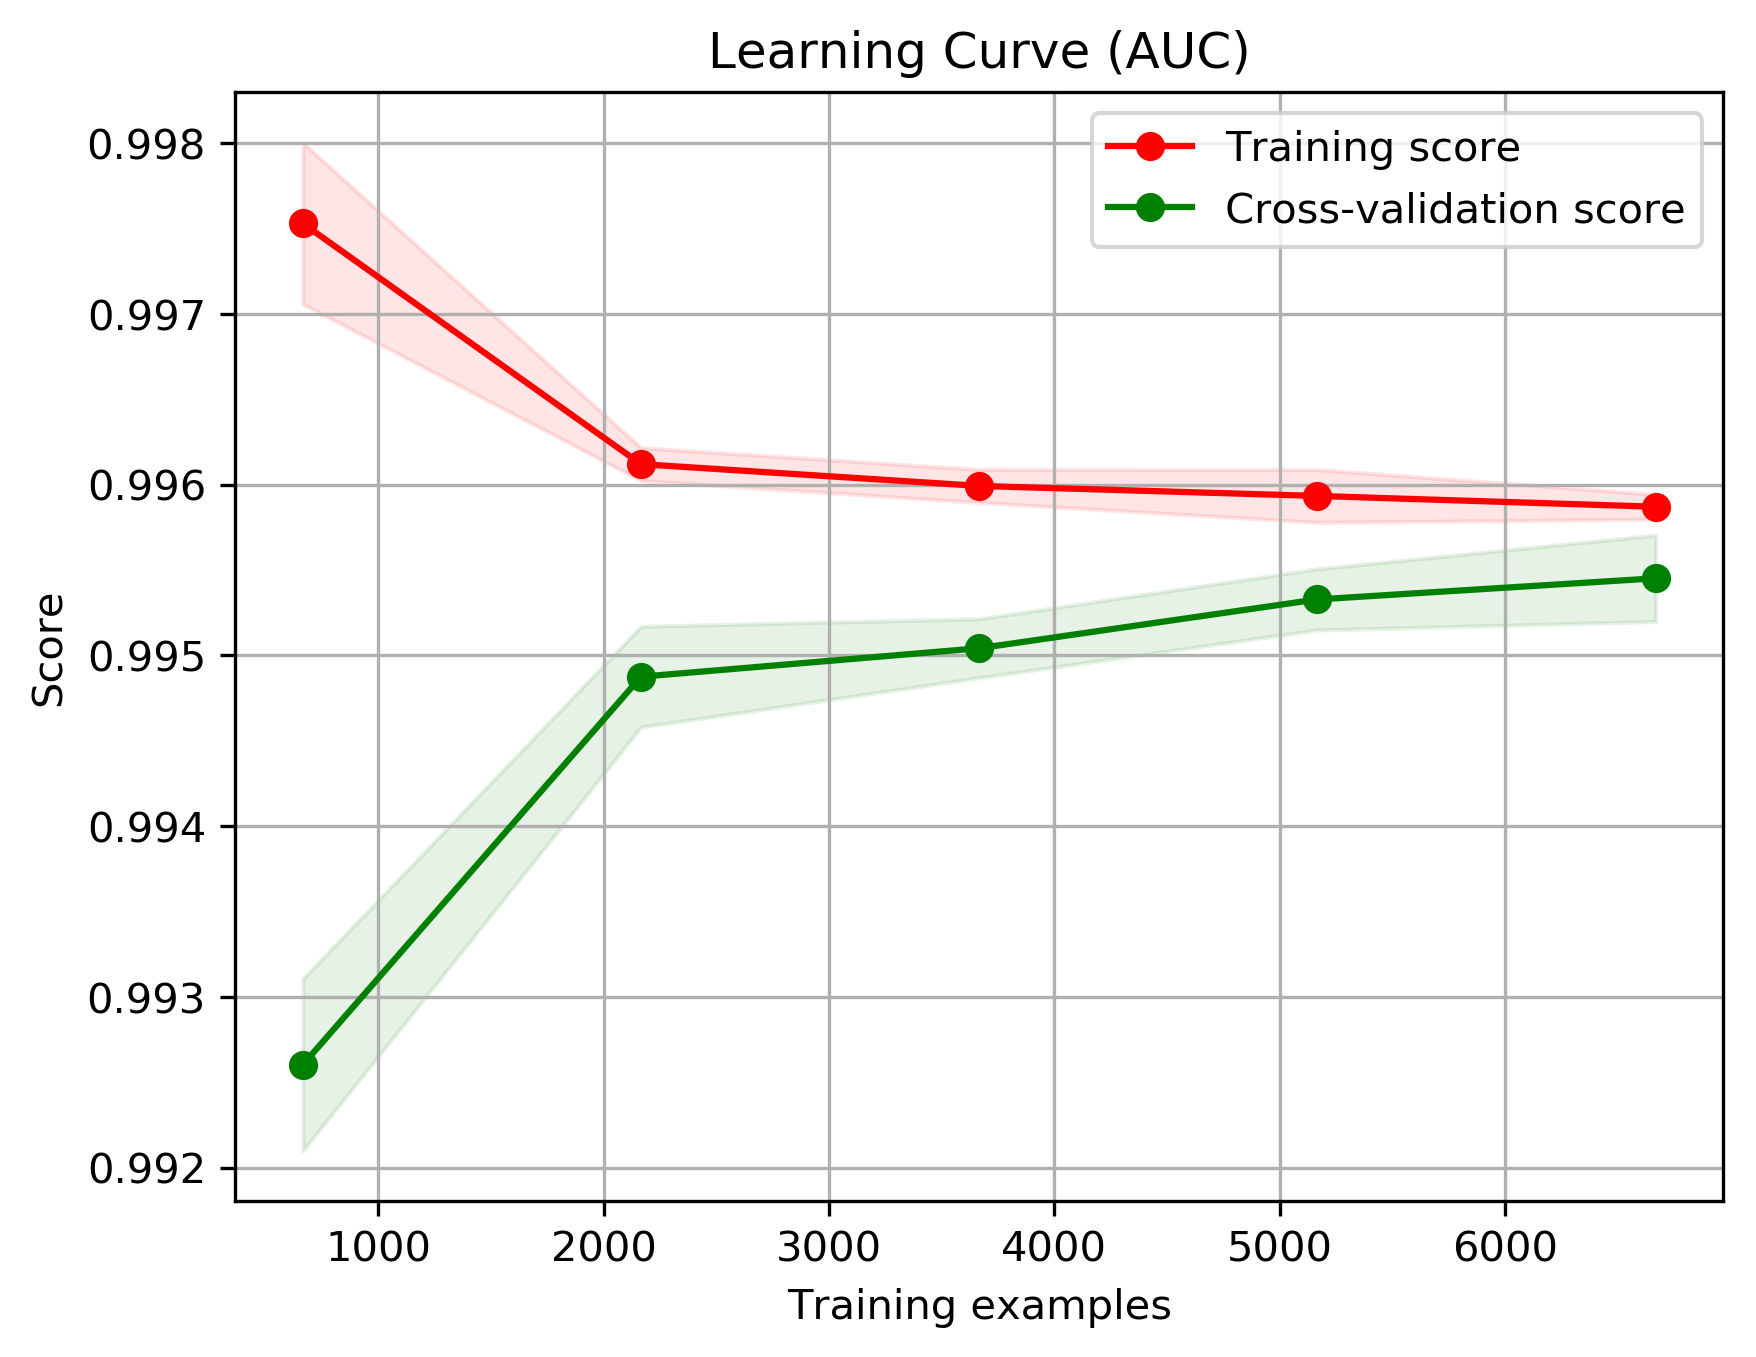 Learning Curve (AUC)
Training score
Cross-validation score
0.998
0.997
0.996
0.995
0.994
0.993
0.992
Score
1000 2000 3000 4000 5000 6000
Training examples